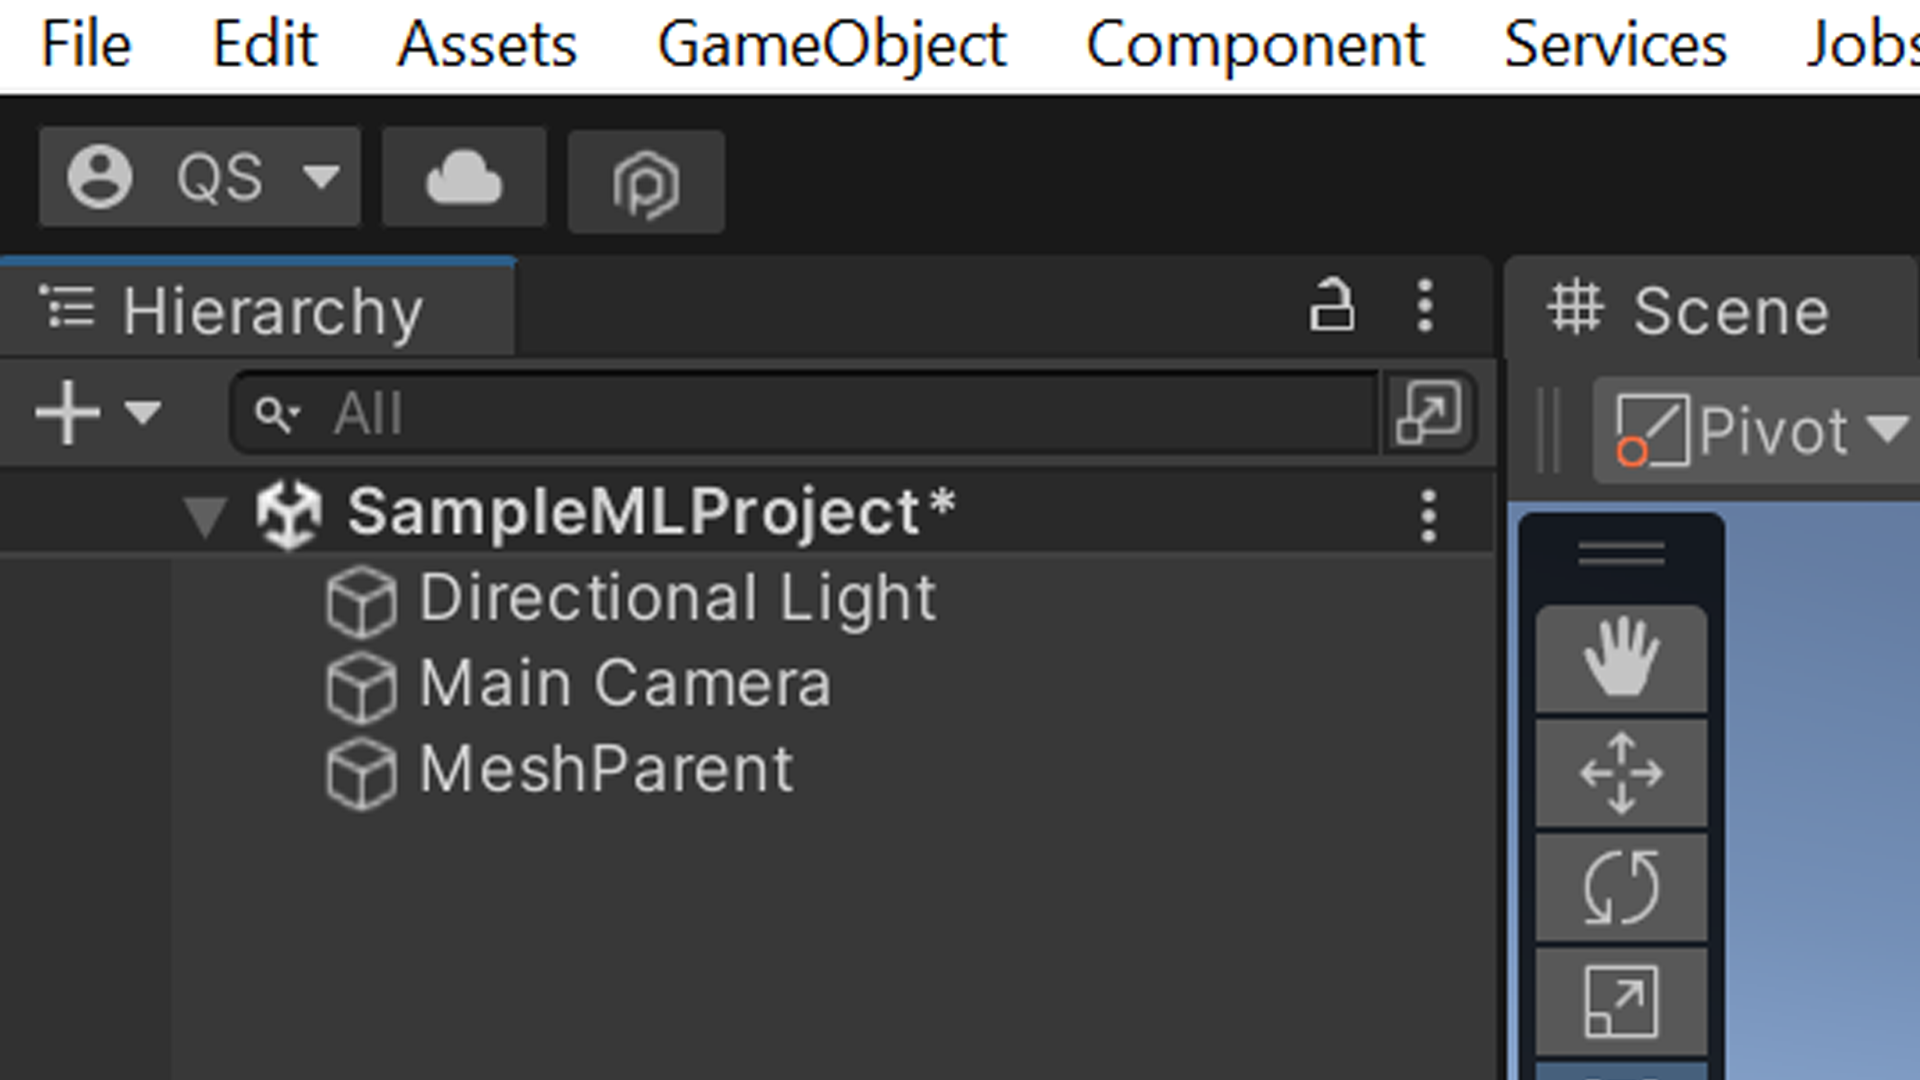 File Edit Assets GameObject Component Services Jobs
QS
Hierarchy
Scene
All
Pivot
SampleMLProject*
Directional Light
Main Camera
MeshParent